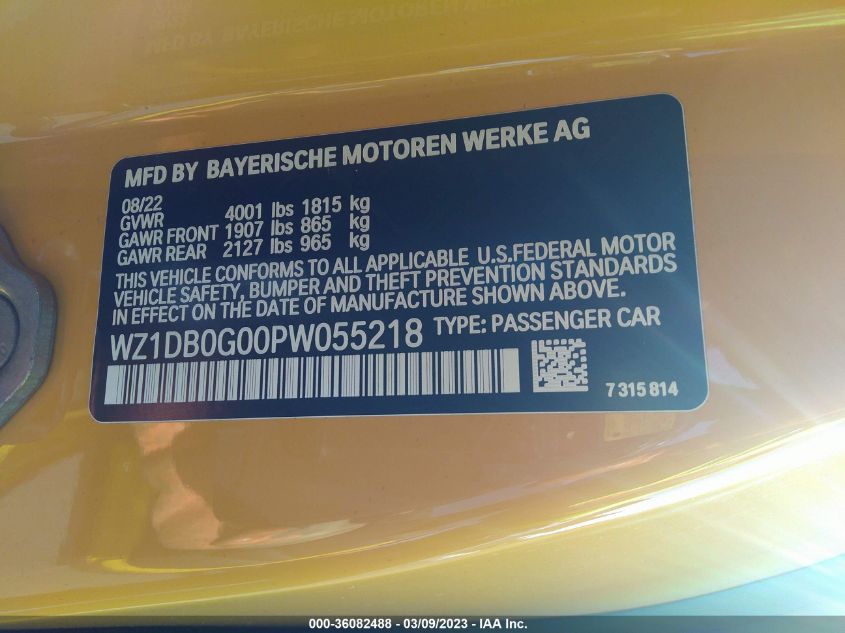 MFD BY BAYERISCHE MOTOREN WERKE AG
08/22
GVWR 4001 lbs 1815 kg
GAWR FRONT 1907 lbs 865 kg
GAWR REAR 2127 lbs 965 kg
THIS VEHICLE CONFORMS TO ALL APPLICABLE U.S.FEDERAL MOTOR
VEHICLE SAFETY, BUMPER AND THEFT PREVENTION STANDARDS
IN EFFECT ON THE DATE OF MANUFACTURE SHOWN ABOVE.
WZ1DB0G00PW055218 TYPE: PASSENGER CAR
7 315 814
000-36082488 - 03/09/2023 - IAA Inc.